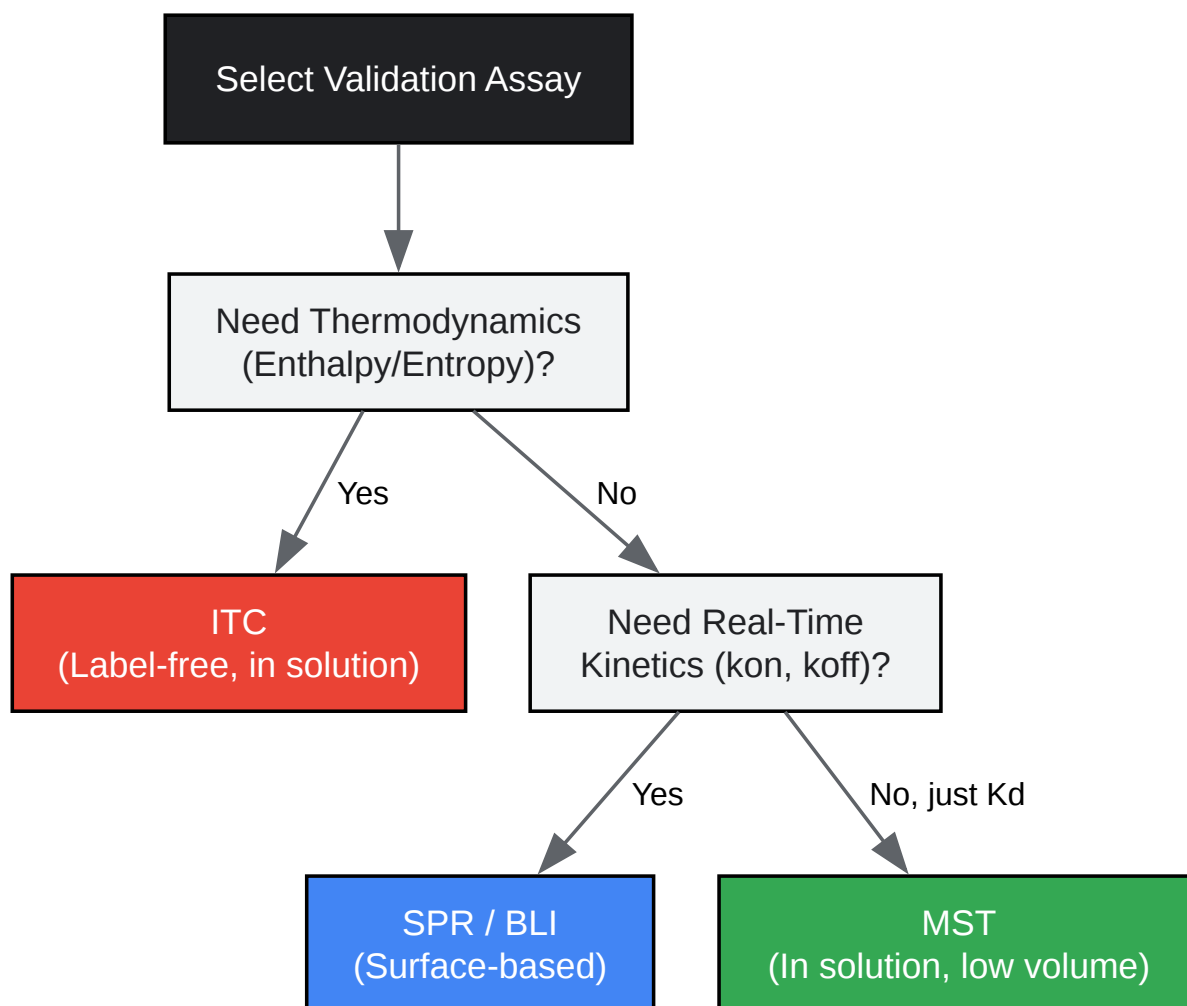 Select Validation Assay
Need Thermodynamics
(Enthalpy/Entropy)?
Yes
No
ITC
(Label-free, in solution)
Need Real-Time
Kinetics (kon, koff)?
Yes
No, just Kd
SPR / BLI
(Surface-based)
MST
(In solution, low volume)